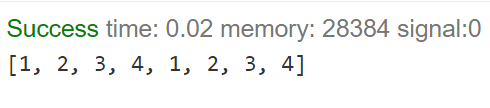 Success time: 0.02 memory: 28384 signal:0
[1, 2, 3, 4, 1, 2, 3, 4]